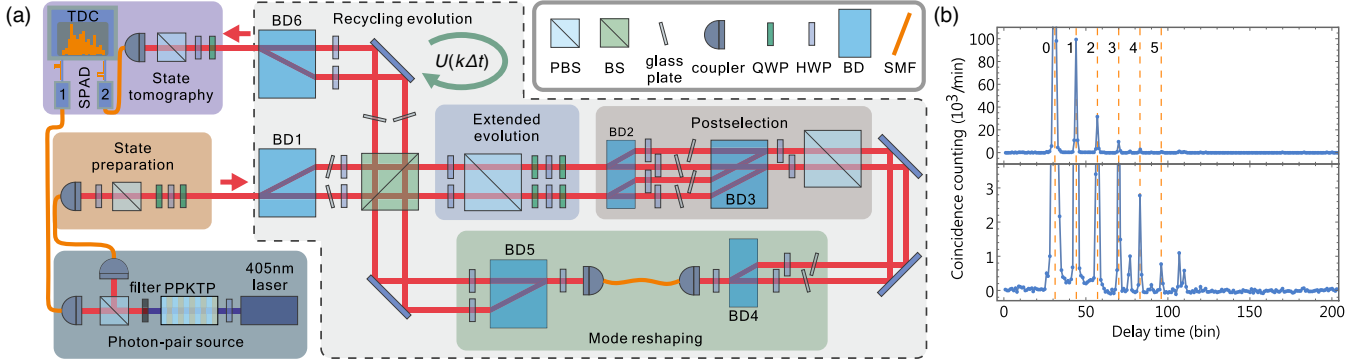 (a)
TDC
SPAD
1
2
State
tomography
BD6
Recycling evolution
U(kΔt)
PBS
BS
glass
plate
coupler
QWP
HWP
BD
SMF
State
preparation
BD1
Extended
evolution
Postselection
BD2
BD3
filter PPKTP
405nm
laser
Photon-pair source
BD5
BD4
Mode reshaping
(b)
Coincidence counting (10³/min)
100
80
60
40
20
0
0 1 2 3 4 5
3
2
1
0
0 50 100 150 200
Delay time (bin)